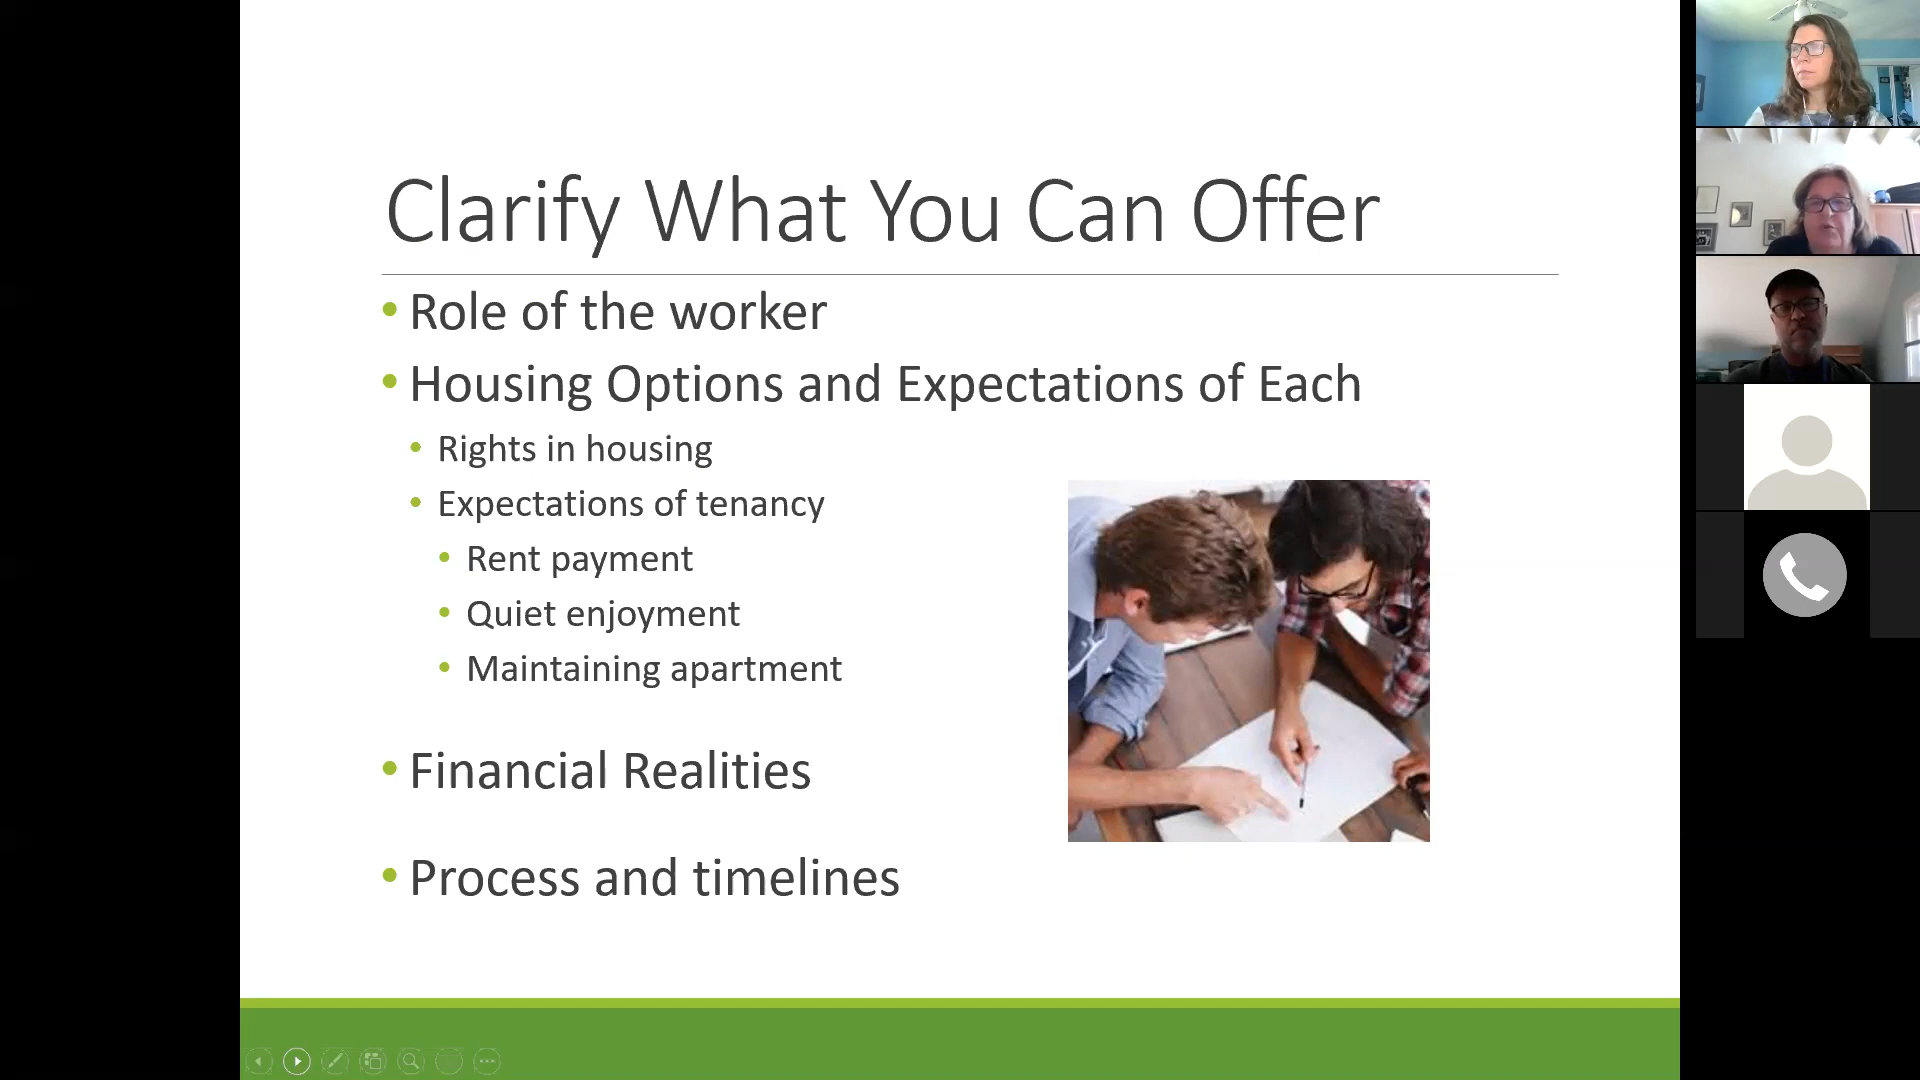 Clarify What You Can Offer
• Role of the worker
• Housing Options and Expectations of Each
• Rights in housing
• Expectations of tenancy
• Rent payment
• Quiet enjoyment
• Maintaining apartment
• Financial Realities
• Process and timelines